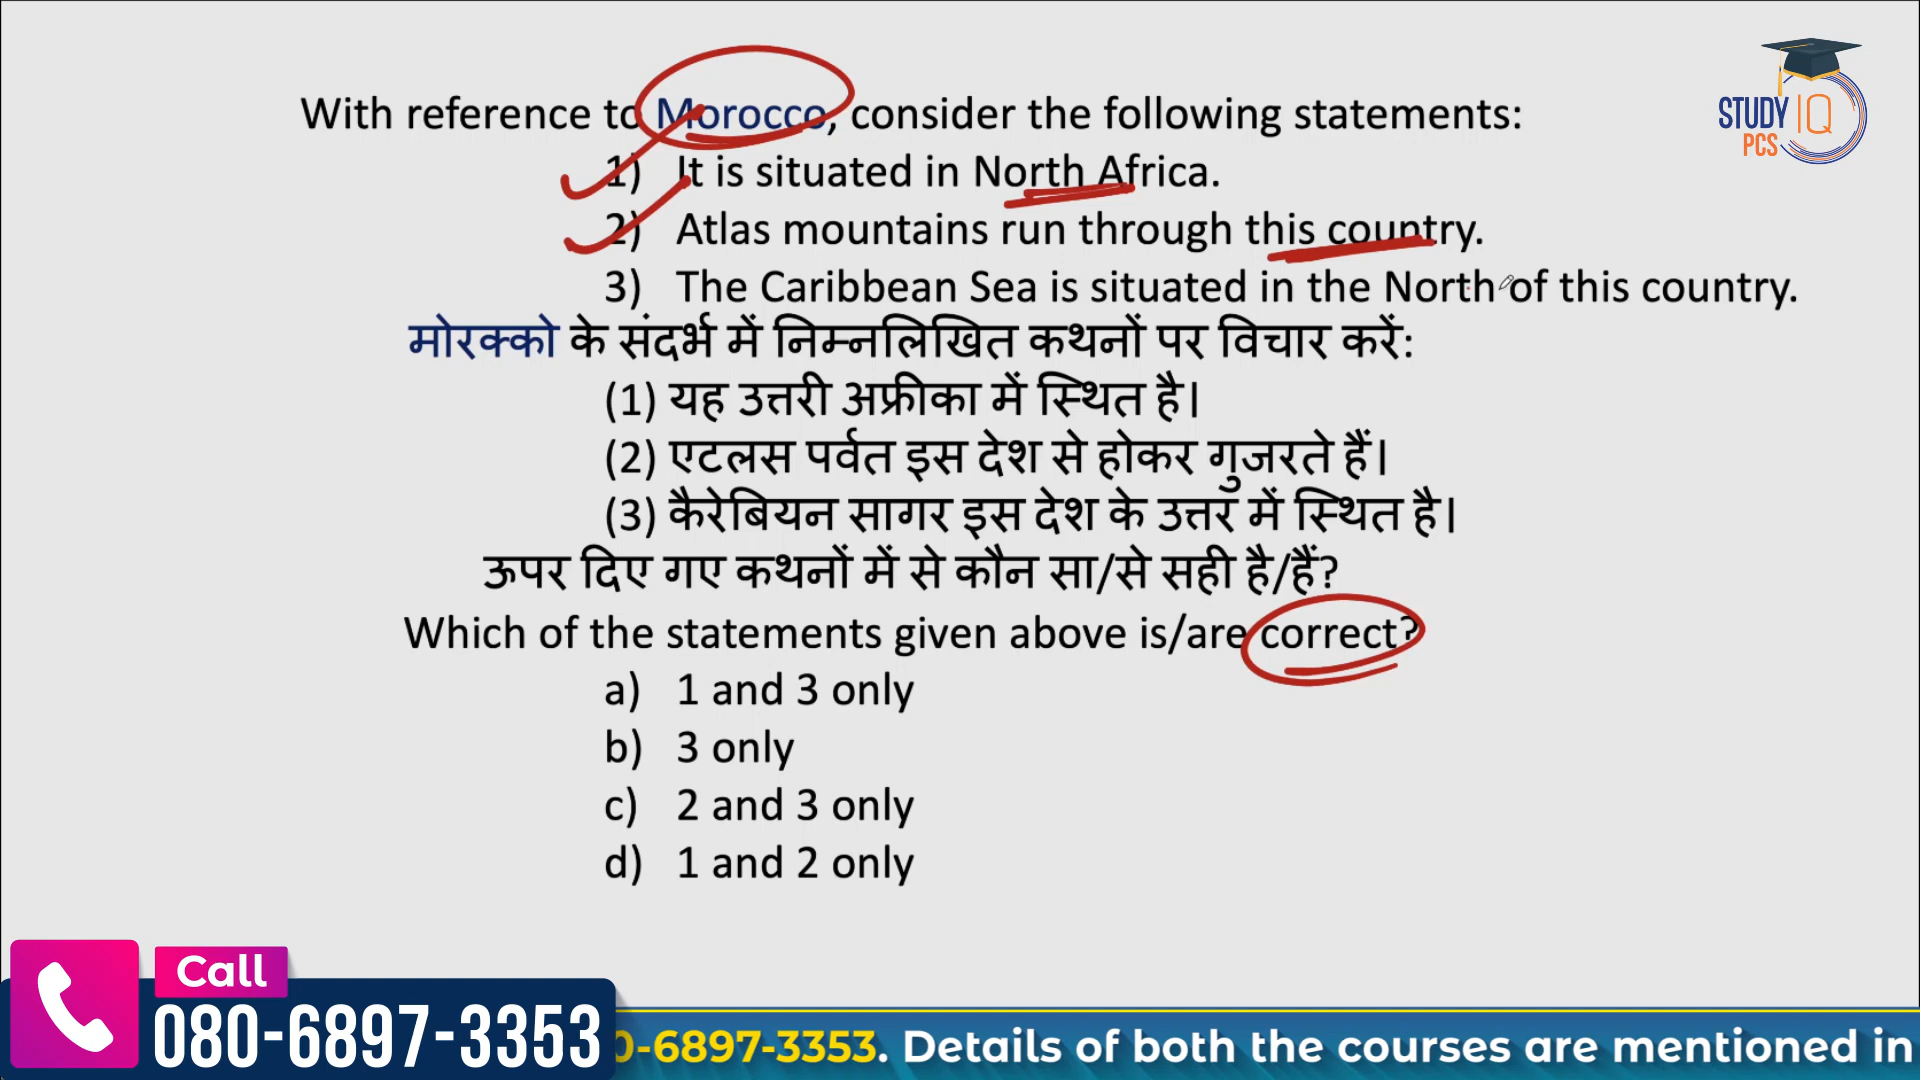 STUDY IQ
PCS
With reference to Morocco, consider the following statements:
1) It is situated in North Africa.
2) Atlas mountains run through this country.
3) The Caribbean Sea is situated in the North of this country.
मोरक्को के संदर्भ में निम्नलिखित कथनों पर विचार करें:
(1) यह उत्तरी अफ्रीका में स्थित है।
(2) एटलस पर्वत इस देश से होकर गुजरते हैं।
(3) कैरेबियन सागर इस देश के उत्तर में स्थित है।
ऊपर दिए गए कथनों में से कौन सा/से सही है/हैं?
Which of the statements given above is/are correct?
a) 1 and 3 only
b) 3 only
c) 2 and 3 only
d) 1 and 2 only
Call
080-6897-3353
0-6897-3353. Details of both the courses are mentioned in